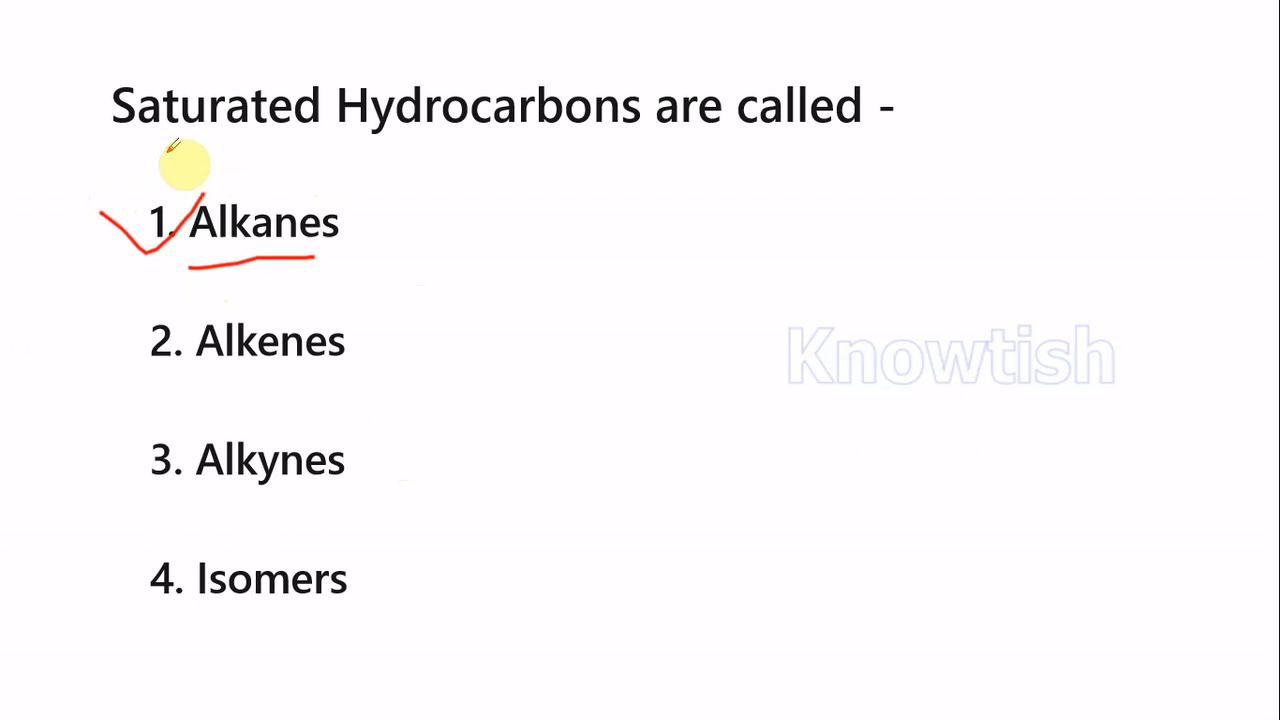 Saturated Hydrocarbons are called -
1. Alkanes
2. Alkenes
Knowtish
3. Alkynes
4. Isomers